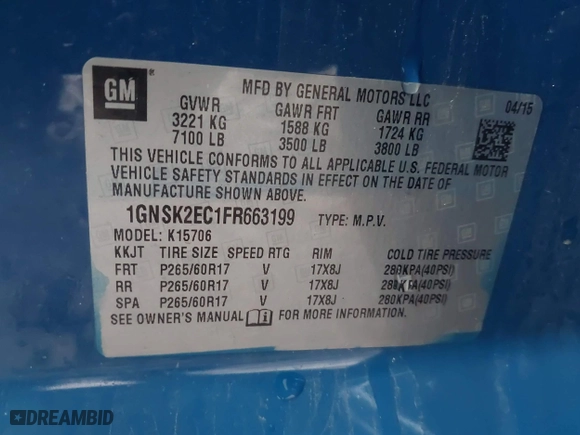 GM
MFD BY GENERAL MOTORS LLC
04/15
GVWR GAWR FRT GAWR RR
3221 KG 1588 KG 1724 KG
7100 LB 3500 LB 3800 LB
THIS VEHICLE CONFORMS TO ALL APPLICABLE U.S. FEDERAL MOTOR
VEHICLE SAFETY STANDARDS IN EFFECT ON THE DATE OF
MANUFACTURE SHOWN ABOVE.
1GNSK2EC1FR663199 TYPE: M.P.V.
MODEL: K15706
KKJT TIRE SIZE SPEED RTG RIM COLD TIRE PRESSURE
FRT P265/60R17 V 17X8J 280KPA(40PSI)
RR P265/60R17 V 17X8J 280KPA(40PSI)
SPA P265/60R17 V 17X8J 280KPA(40PSI)
SEE OWNER'S MANUAL FOR MORE INFORMATION.
DREAMBID